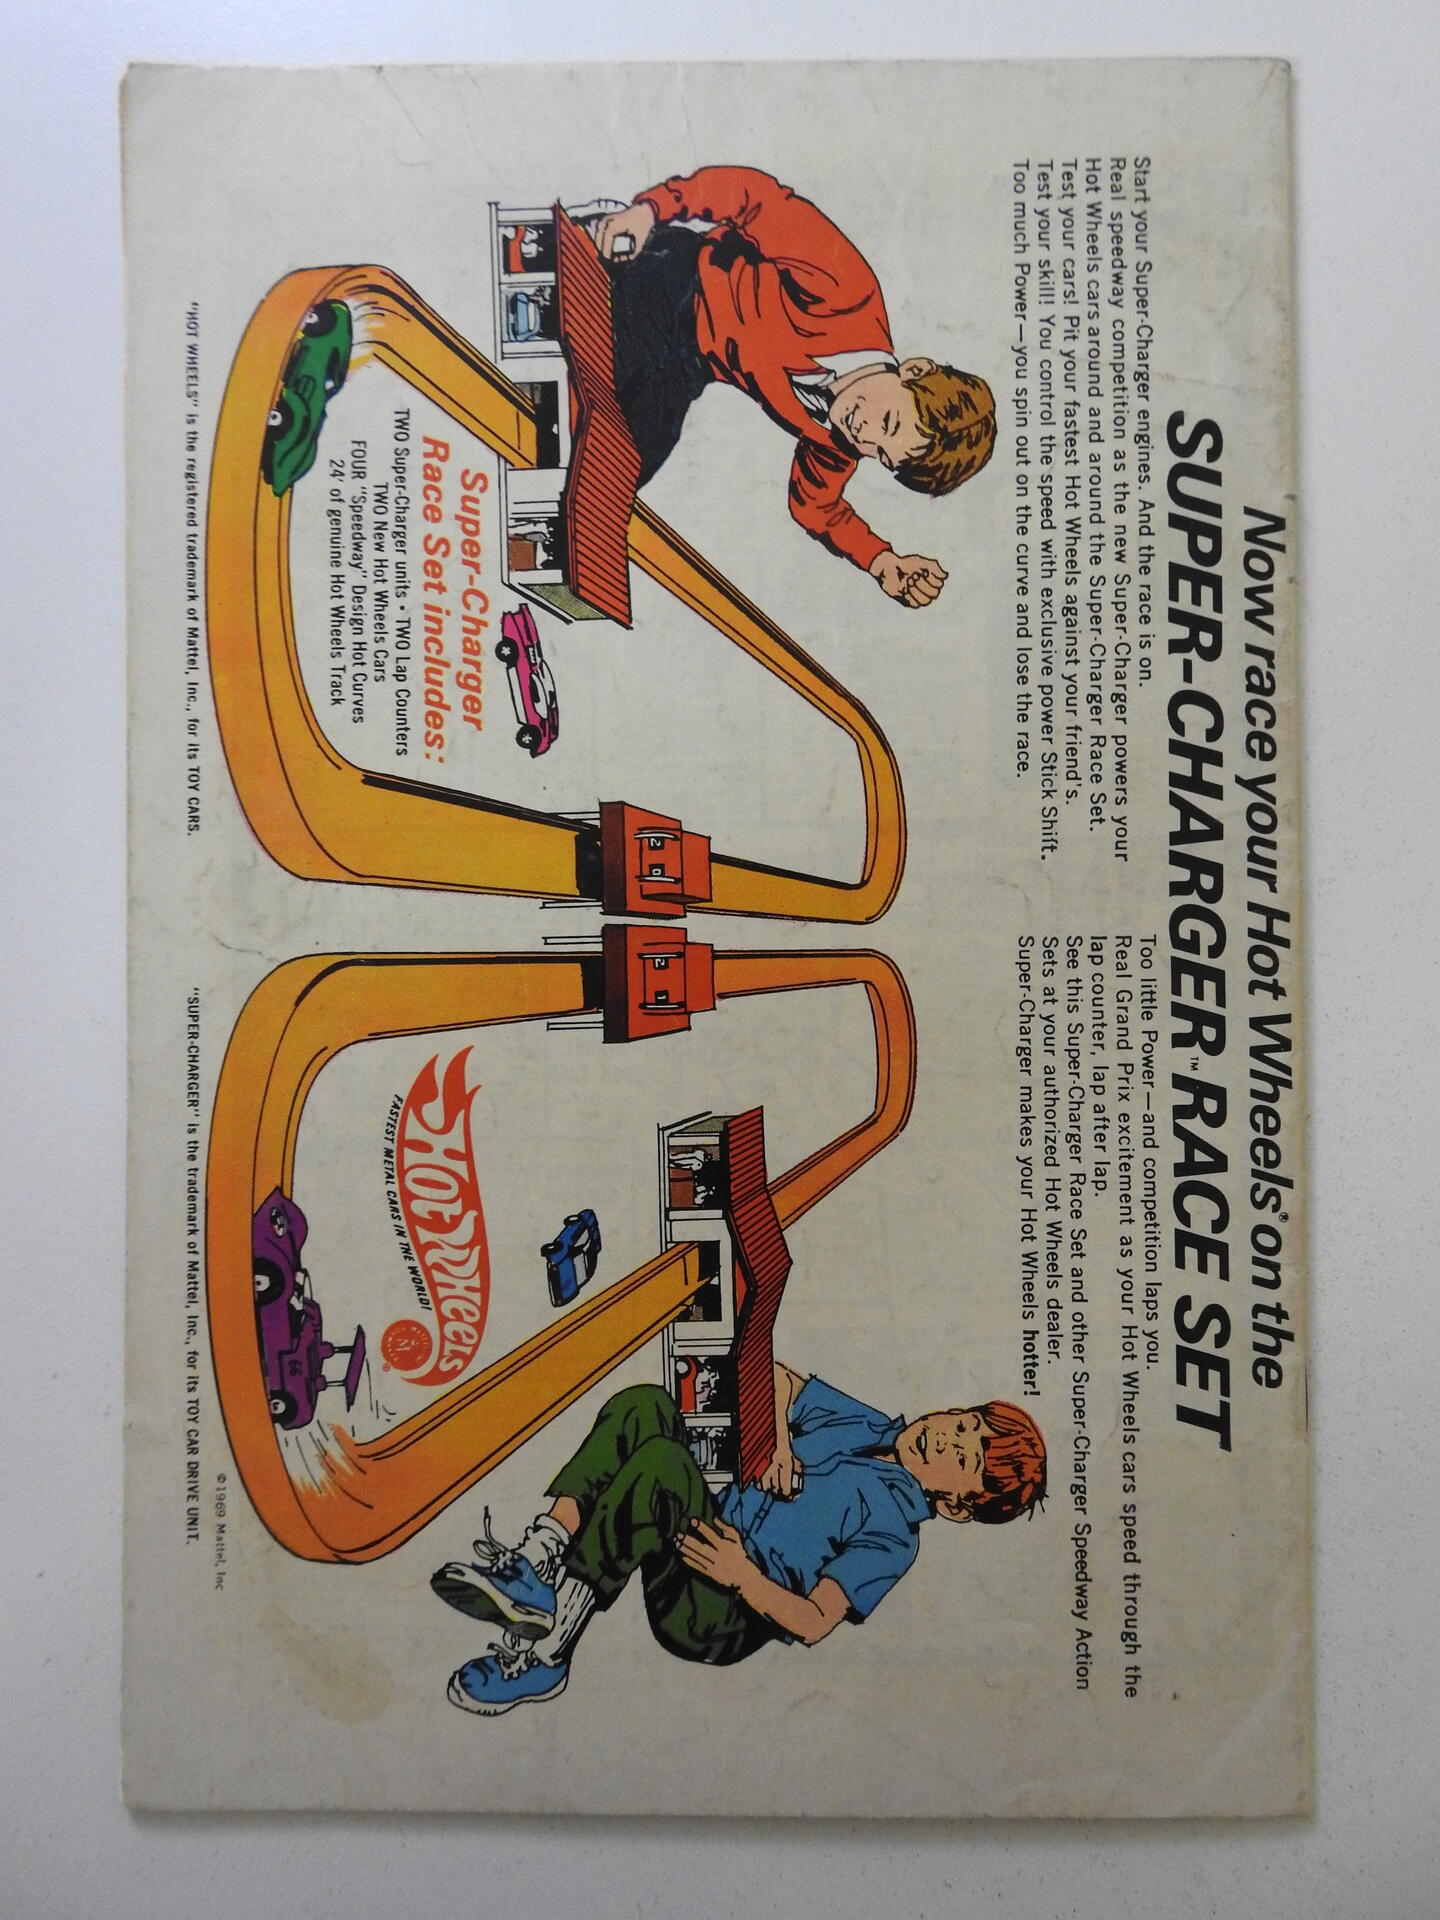 Now race your Hot Wheels® on the
SUPER-CHARGER™ RACE SET
Start your Super-Charger engines. And the race is on.
Real speedway competition as the new Super-Charger powers your
Hot Wheels cars around and around the Super-Charger Race Set.
Test your cars! Pit your fastest Hot Wheels against your friend's.
Test your skill! You control the speed with exclusive power Stick Shift.
Too much Power—you spin out on the curve and lose the race.
Too little Power—and competition laps you.
Real Grand Prix excitement as your Hot Wheels cars speed through the
lap counter, lap after lap.
See this Super-Charger Race Set and other Super-Charger Speedway Action
Sets at your authorized Hot Wheels dealer.
Super-Charger makes your Hot Wheels hotter!
2 0
2 1
Super-Charger
Race Set includes:
TWO Super-Charger units • TWO Lap Counters
TWO New Hot Wheels Cars
FOUR "Speedway" Design Hot Curves
24' of genuine Hot Wheels Track
Hot Wheels
FASTEST METAL CARS IN THE WORLD!
M
®
66
©1969 Mattel, Inc
"HOT WHEELS" is the registered trademark of Mattel, Inc., for its TOY CARS.
"SUPER-CHARGER" is the trademark of Mattel, Inc., for its TOY CAR DRIVE UNIT.